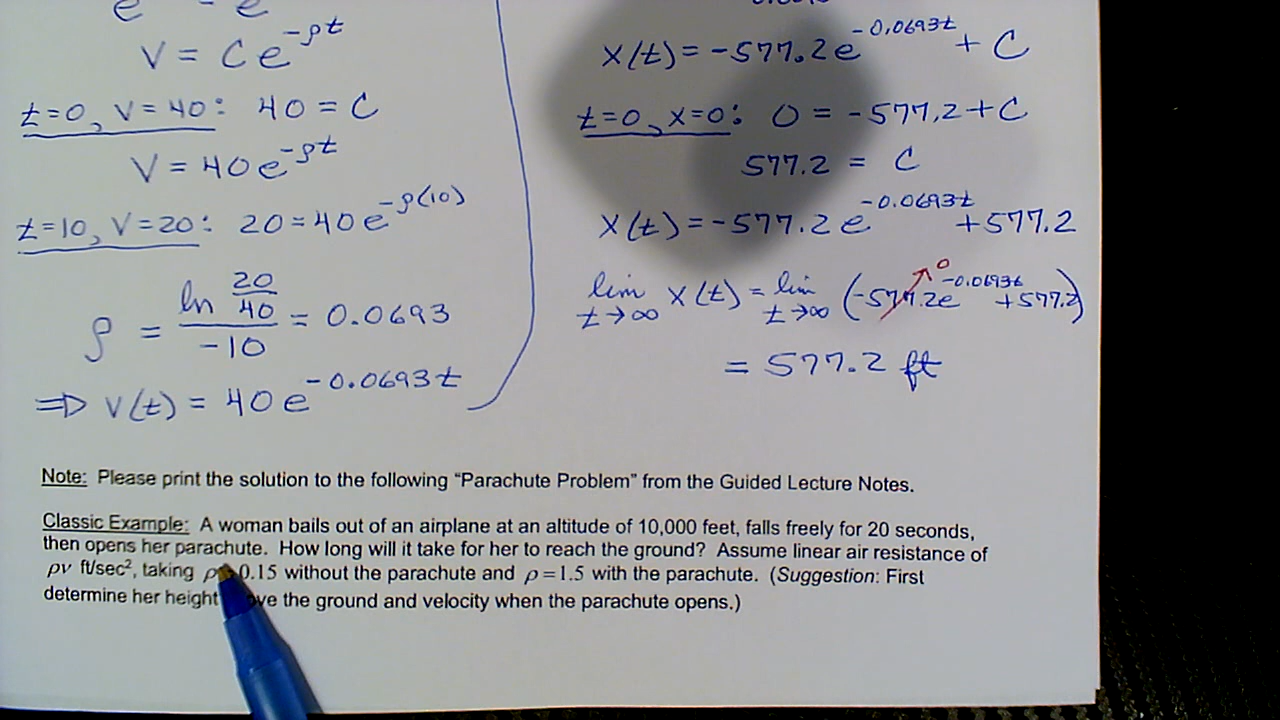 e e
V = Ce^{-ρt}
t=0, V=40: 40 = C
V = 40e^{-ρt}
t=10, V=20: 20=40e^{-ρ(10)}
ρ = \frac{ln \frac{20}{40}}{-10} = 0.0693
⇒ V(t) = 40e^{-0.0693t}
X(t) = -577.2e^{-0.0693t} + C
t=0, x=0: 0 = -577.2 + C
577.2 = C
X(t) = -577.2e^{-0.0693t} + 577.2
lim_{t→∞} X(t) = lim_{t→∞} (-577.2e^{-0.0693t} + 577.2) 0
= 577.2 ft
Note: Please print the solution to the following “Parachute Problem” from the Guided Lecture Notes.
Classic Example: A woman bails out of an airplane at an altitude of 10,000 feet, falls freely for 20 seconds,
then opens her parachute. How long will it take for her to reach the ground? Assume linear air resistance of
ρv ft/sec², taking ρ 0.15 without the parachute and ρ=1.5 with the parachute. (Suggestion: First
determine her height the ground and velocity when the parachute opens.)